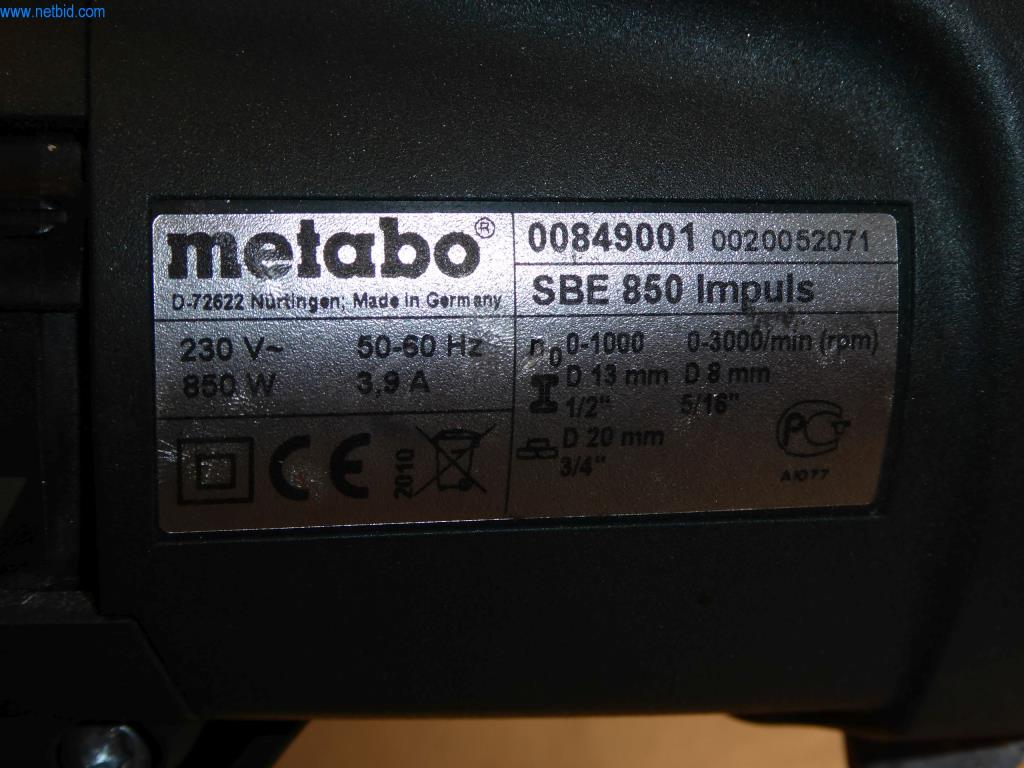 www.netbid.com
metabo®
D-72622 Nürtingen; Made in Germany
230 V~ 50-60 Hz
850 W 3,9 A
CE 2010
00849001 0020052071
SBE 850 Impuls
n0 0-1000 0-3000/min (rpm)
D 13 mm D 8 mm
1/2" 5/16"
D 20 mm
3/4"
PC